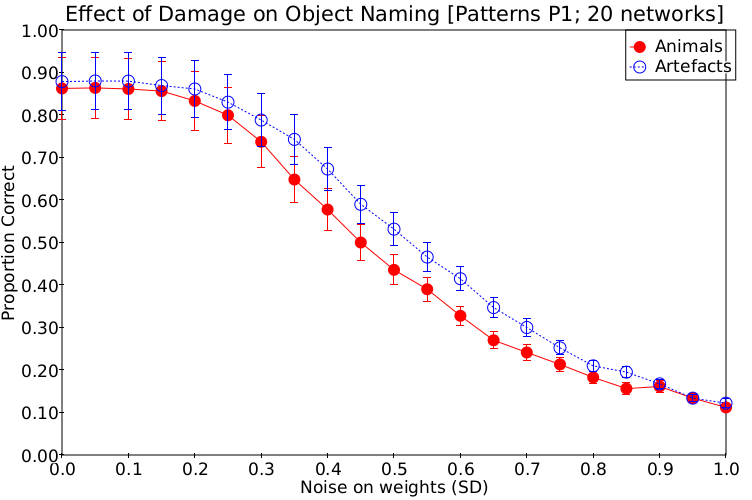 Effect of Damage on Object Naming [Patterns P1; 20 networks]
1.00
Animals
Artefacts
0.90
0.80
0.70
0.60
0.50
0.40
0.30
0.20
0.10
0.00
Proportion Correct
0.0 0.1 0.2 0.3 0.4 0.5 0.6 0.7 0.8 0.9 1.0
Noise on weights (SD)